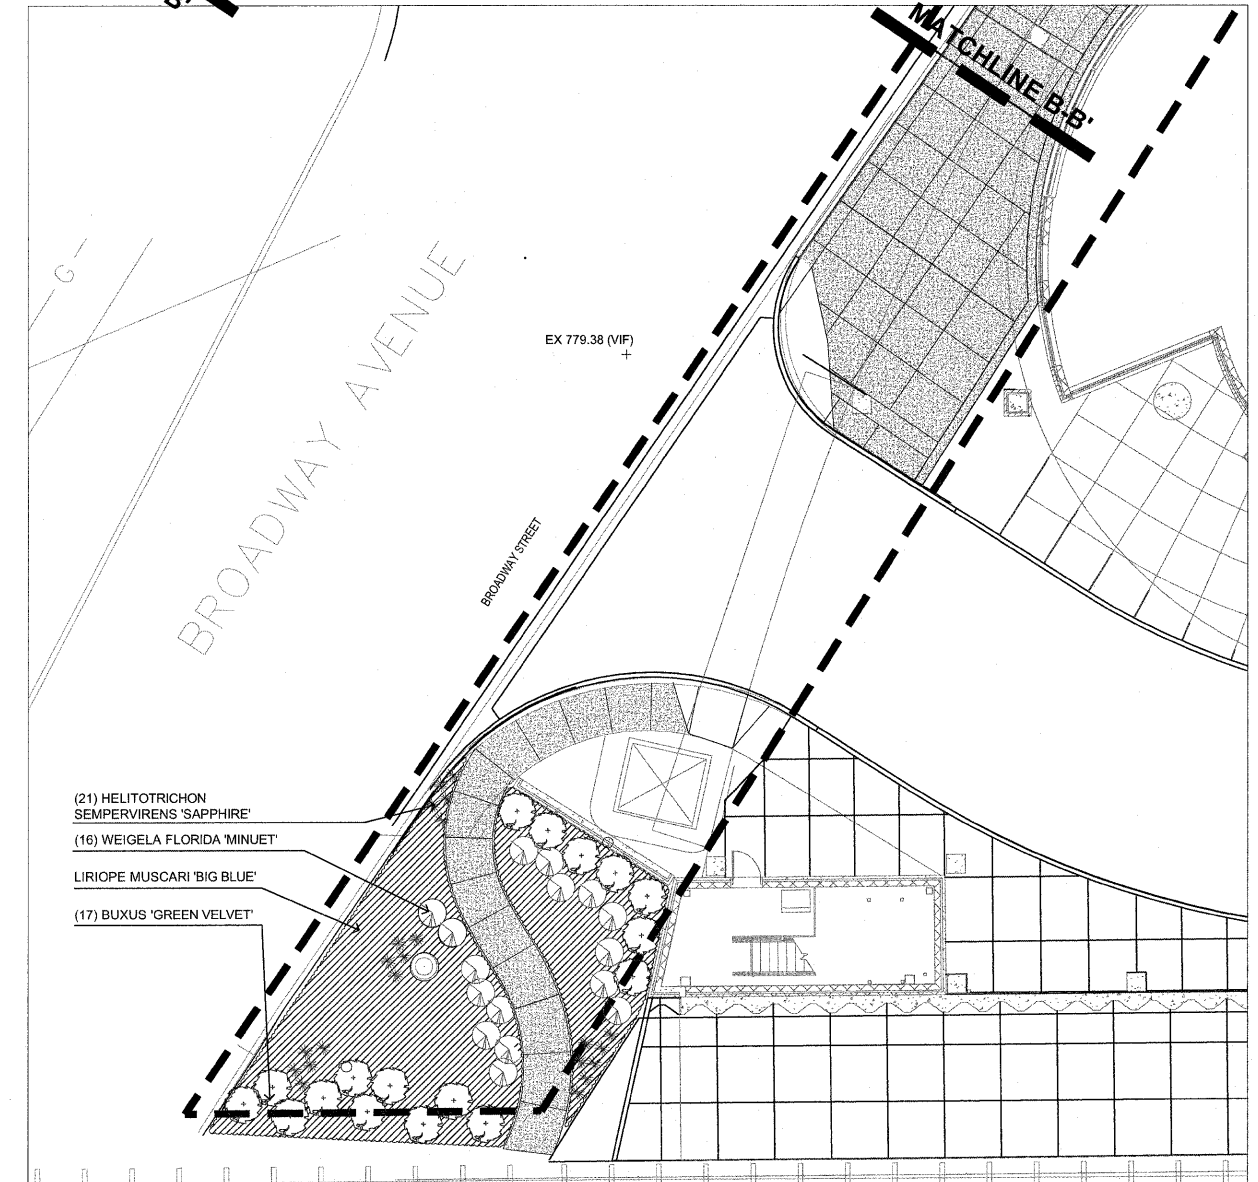 B'
MATCHLINE B-B'
G
BROADWAY AVENUE
EX 779.38 (VIF)
BROADWAY STREET
(21) HELITOTRICHON
SEMPERVIRENS 'SAPPHIRE'
(16) WEIGELA FLORIDA 'MINUET'
LIRIOPE MUSCARI 'BIG BLUE'
(17) BUXUS 'GREEN VELVET'